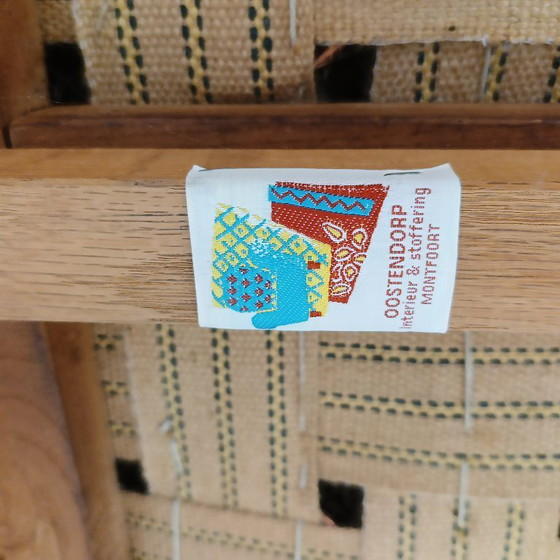 OOSTENDORP
interieur & stoffering
MONTFOORT